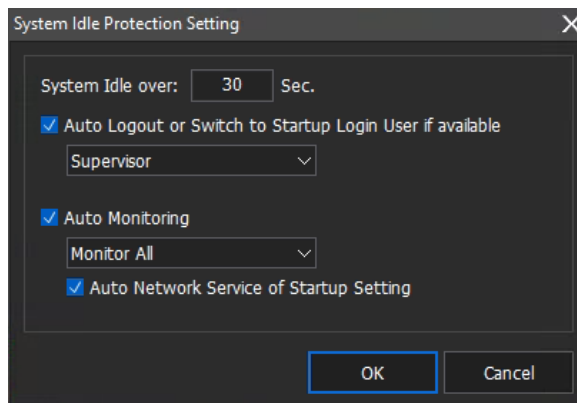 System Idle Protection Setting
System Idle over: 30 Sec.
Auto Logout or Switch to Startup Login User if available
Supervisor
Auto Monitoring
Monitor All
Auto Network Service of Startup Setting
OK Cancel